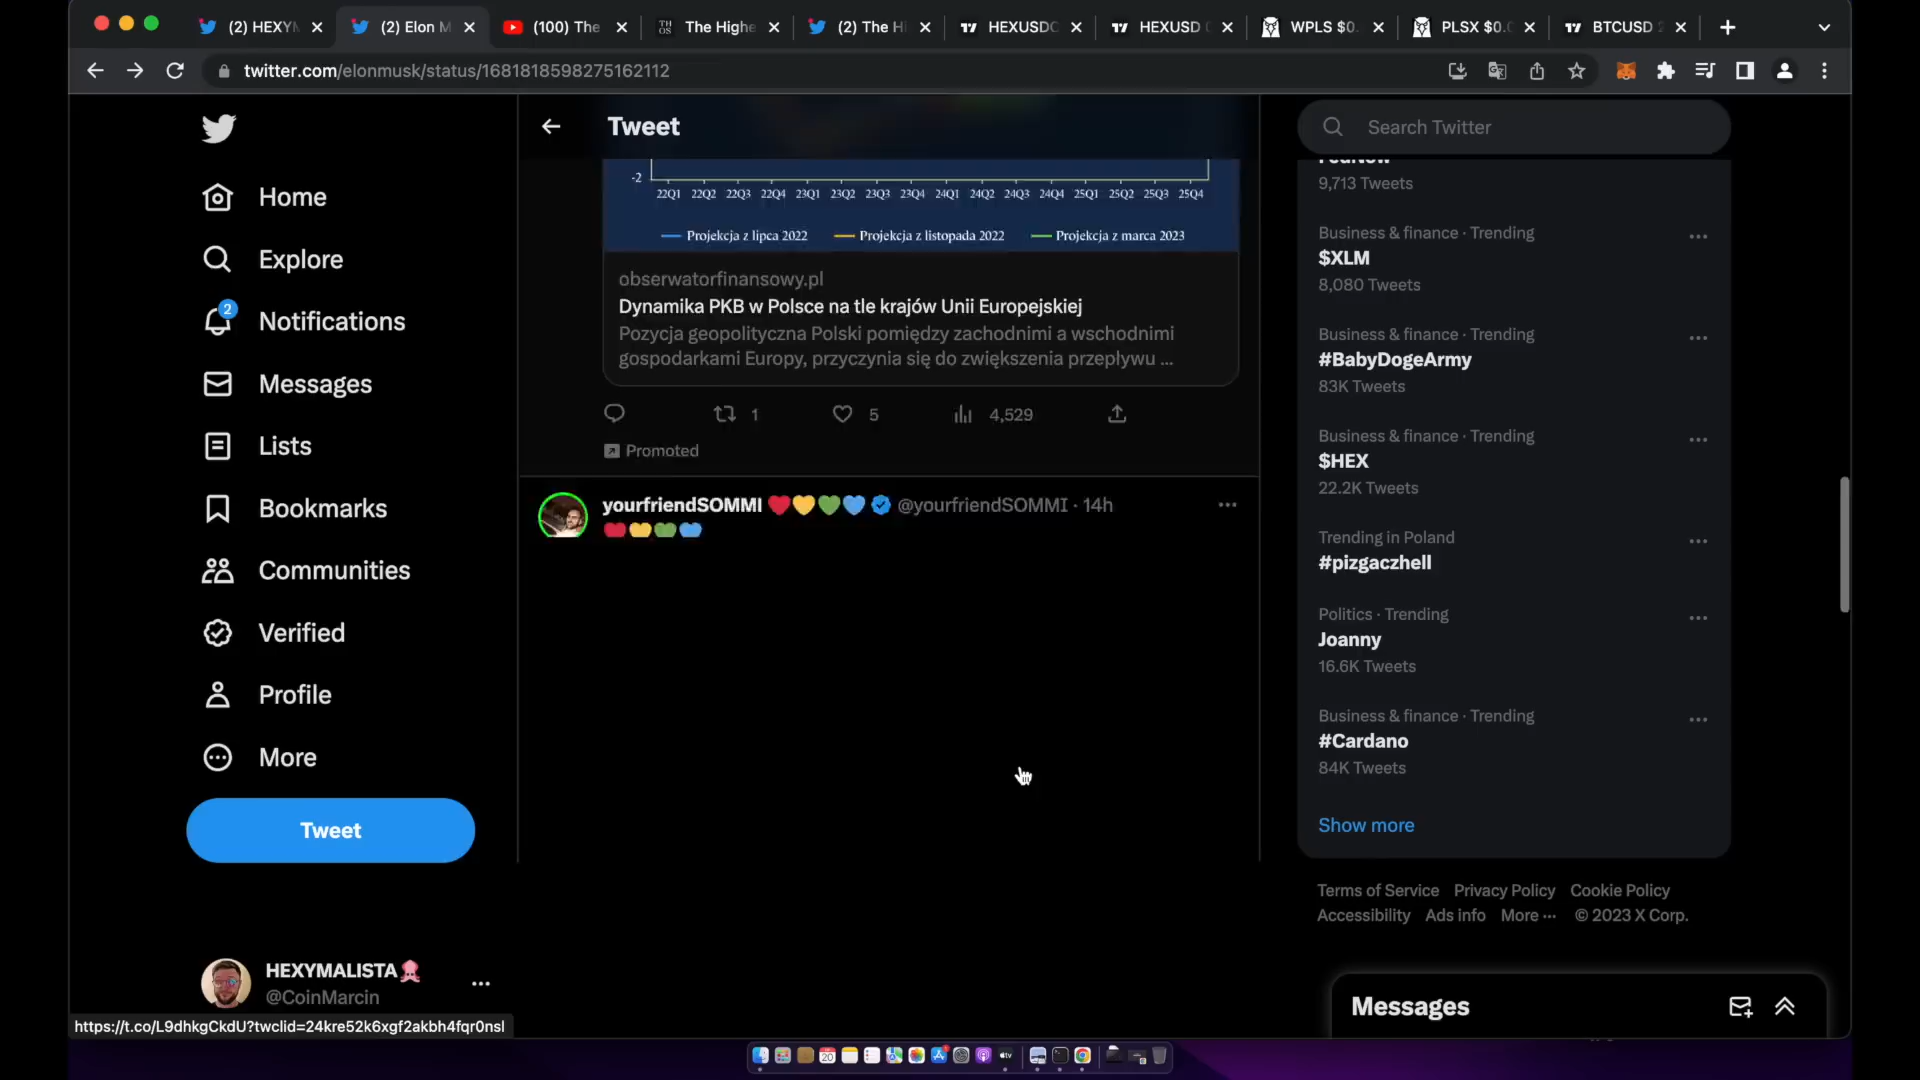 (2) HEXYM
(2) Elon M
(100) The
TH OS
The Highe
(2) The Hi
HEXUSDC
HEXUSD
WPLS $0.
PLSX $0.
BTCUSD
twitter.com/elonmusk/status/1681818598275162112
Home
Explore
2
Notifications
Messages
Lists
Bookmarks
Communities
Verified
Profile
More
Tweet
HEXYMALISTA
@CoinMarcin
https://t.co/L9dhkgCkdU?twclid=24kre52k6xgf2akbh4fqr0nsl
Tweet
-2
22Q1 22Q2 22Q3 22Q4 23Q1 23Q2 23Q3 23Q4 24Q1 24Q2 24Q3 24Q4 25Q1 25Q2 25Q3 25Q4
Projekcja z lipca 2022 Projekcja z listopada 2022 Projekcja z marca 2023
obserwatorfinansowy.pl
Dynamika PKB w Polsce na tle krajów Unii Europejskiej
Pozycja geopolityczna Polski pomiędzy zachodnimi a wschodnimi
gospodarkami Europy, przyczynia się do zwiększenia przepływu ...
1 5 4,529
Promoted
yourfriendSOMMI ❤️💛💚💙 @yourfriendSOMMI · 14h
❤️💛💚💙
Search Twitter
FedNow
9,713 Tweets
Business & finance · Trending
$XLM
8,080 Tweets
Business & finance · Trending
#BabyDogeArmy
83K Tweets
Business & finance · Trending
$HEX
22.2K Tweets
Trending in Poland
#pizgaczhell
Politics · Trending
Joanny
16.6K Tweets
Business & finance · Trending
#Cardano
84K Tweets
Show more
Terms of Service Privacy Policy Cookie Policy
Accessibility Ads info More ··· © 2023 X Corp.
Messages
20
tv